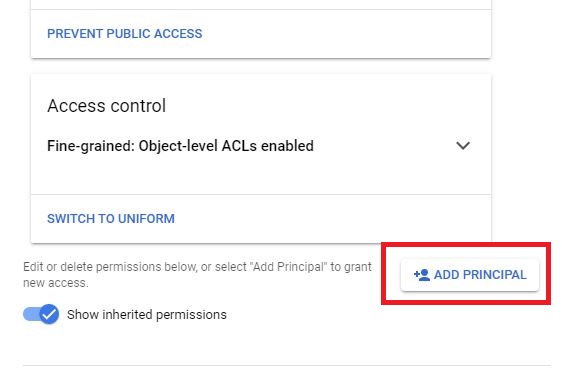 PREVENT PUBLIC ACCESS
Access control
Fine-grained: Object-level ACLs enabled
SWITCH TO UNIFORM
Edit or delete permissions below, or select "Add Principal" to grant
new access.
ADD PRINCIPAL
Show inherited permissions